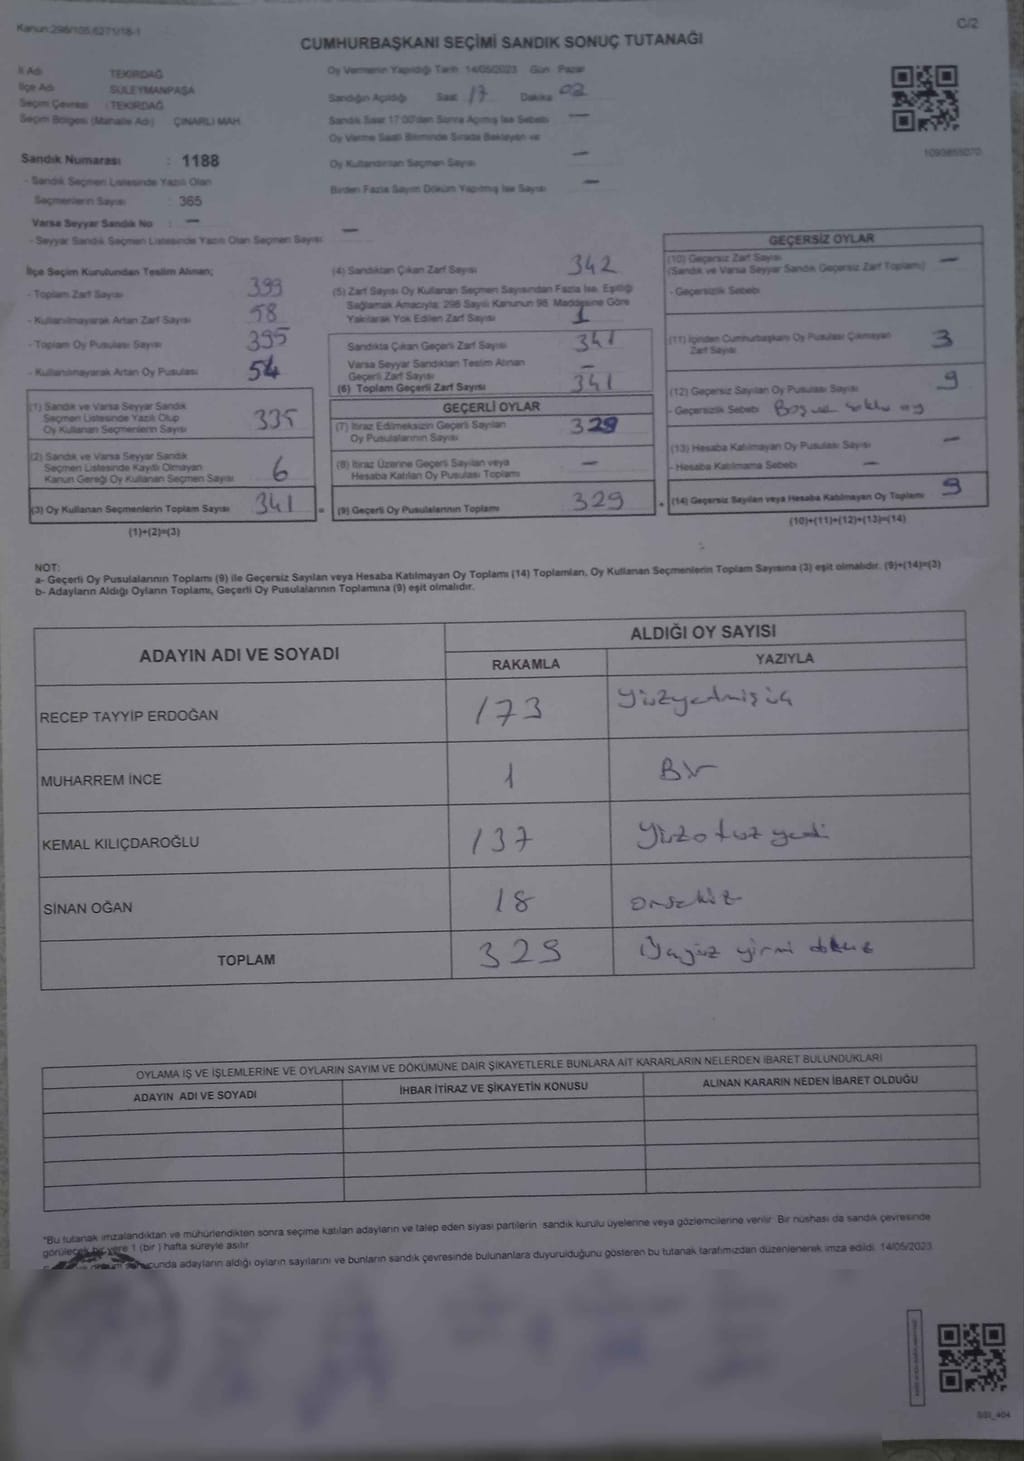 Kanun:298/105,6271/18-1
C/2
CUMHURBAŞKANI SEÇİMİ SANDIK SONUÇ TUTANAĞI
İl Adı TEKİRDAĞ
İlçe Adı SÜLEYMANPAŞA
Seçim Çevresi : TEKİRDAĞ
Seçim Bölgesi (Mahalle Adı) ÇINARLI MAH.
Sandık Numarası : 1188
- Sandık Seçmen Listesinde Yazılı Olan
Seçmenlerin Sayısı : 365
Varsa Seyyar Sandık No : —
- Seyyar Sandık Seçmen Listesinde Yazılı Olan Seçmen Sayısı —
Oy Vermenin Yapıldığı Tarih 14/05/2023 Gün Pazar
Sandığın Açıldığı Saat 17 Dakika 02
Sandık Saat 17:00'den Sonra Açılmış İse Sebebi —
Oy Verme Saati Bitiminde Sırada Bekleyen ve
Oy Kullandırılan Seçmen Sayısı —
Birden Fazla Sayım Döküm Yapılmış İse Sayısı —
1093855070
İlçe Seçim Kurulundan Teslim Alınan;
- Toplam Zarf Sayısı 399
- Kullanılmayarak Artan Zarf Sayısı 58
- Toplam Oy Pusulası Sayısı 395
- Kullanılmayarak Artan Oy Pusulası 54
(1) Sandık ve Varsa Seyyar Sandık
Seçmen Listesinde Yazılı Olup
Oy Kullanan Seçmenlerin Sayısı 335
(2) Sandık ve Varsa Seyyar Sandık
Seçmen Listesinde Kayıtlı Olmayan
Kanun Gereği Oy Kullanan Seçmen Sayısı 6
(3) Oy Kullanan Seçmenlerin Toplam Sayısı 341 =
(1)+(2)=(3)
(4) Sandıktan Çıkan Zarf Sayısı 342
(5) Zarf Sayısı Oy Kullanan Seçmen Sayısından Fazla İse, Eşitliği
Sağlamak Amacıyla, 298 Sayılı Kanunun 98. Maddesine Göre
Yakılarak Yok Edilen Zarf Sayısı 1
Sandıkta Çıkan Geçerli Zarf Sayısı 341
Varsa Seyyar Sandıktan Teslim Alınan
Geçerli Zarf Sayısı —
(6) Toplam Geçerli Zarf Sayısı 341
GEÇERLİ OYLAR
(7) İtiraz Edilmeksizin Geçerli Sayılan
Oy Pusulalarının Sayısı 329
(8) İtiraz Üzerine Geçerli Sayılan veya
Hesaba Katılan Oy Pusulası Toplamı —
(9) Geçerli Oy Pusulalarının Toplamı 329 +
GEÇERSİZ OYLAR
(10) Geçersiz Zarf Sayısı —
(Sandık ve Varsa Seyyar Sandık Geçersiz Zarf Toplamı)
- Geçersizlik Sebebi
(11) İçinden Cumhurbaşkanı Oy Pusulası Çıkmayan
Zarf Sayısı 3
(12) Geçersiz Sayılan Oy Pusulası Sayısı 9
- Geçersizlik Sebebi Boş oy
(13) Hesaba Katılmayan Oy Pusulası Sayısı —
- Hesaba Katılmama Sebebi —
(14) Geçersiz Sayılan veya Hesaba Katılmayan Oy Toplamı 9
(10)+(11)+(12)+(13)=(14)
NOT:
a- Geçerli Oy Pusulalarının Toplamı (9) ile Geçersiz Sayılan veya Hesaba Katılmayan Oy Toplamı (14) Toplamları, Oy Kullanan Seçmenlerin Toplam Sayısına (3) eşit olmalıdır. (9)+(14)=(3)
b- Adayların Aldığı Oyların Toplamı, Geçerli Oy Pusulalarının Toplamına (9) eşit olmalıdır.
ADAYIN ADI VE SOYADI
ALDIĞI OY SAYISI
RAKAMLA YAZIYLA
RECEP TAYYİP ERDOĞAN 173 Yüzyetmişüç
MUHARREM İNCE 1 Bir
KEMAL KILIÇDAROĞLU 137 Yüzotuz yedi
SİNAN OĞAN 18 onsekiz
TOPLAM 329 Üçyüz yirmi dokuz
OYLAMA İŞ VE İŞLEMLERİNE VE OYLARIN SAYIM VE DÖKÜMÜNE DAİR ŞİKAYETLERLE BUNLARA AİT KARARLARIN NELERDEN İBARET BULUNDUKLARI
ADAYIN ADI VE SOYADI İHBAR İTİRAZ VE ŞİKAYETİN KONUSU ALINAN KARARIN NEDEN İBARET OLDUĞU
*Bu tutanak imzalandıktan ve mühürlendikten sonra seçime katılan adayların ve talep eden siyasi partilerin sandık kurulu üyelerine veya gözlemcilerine verilir. Bir nüshası da sandık çevresinde
görülecek bir yere 1 (bir ) hafta süreyle asılır.
adayların aldığı oyların sayılarını ve bunların sandık çevresinde bulunanlara duyurulduğunu gösteren bu tutanak tarafımızdan düzenlenerek imza edildi. 14/05/2023
SSI_404